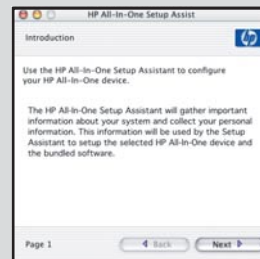 HP All-In-One Setup Assist
Introduction
hp
Use the HP All-In-One Setup Assistant to configure
your HP All-In-One device.
The HP All-In-One Setup Assistant will gather important
information about your system and collect your personal
information. This information will be used by the Setup
Assistant to setup the selected HP All-In-One device and
the bundled software.
Page 1
Back
Next